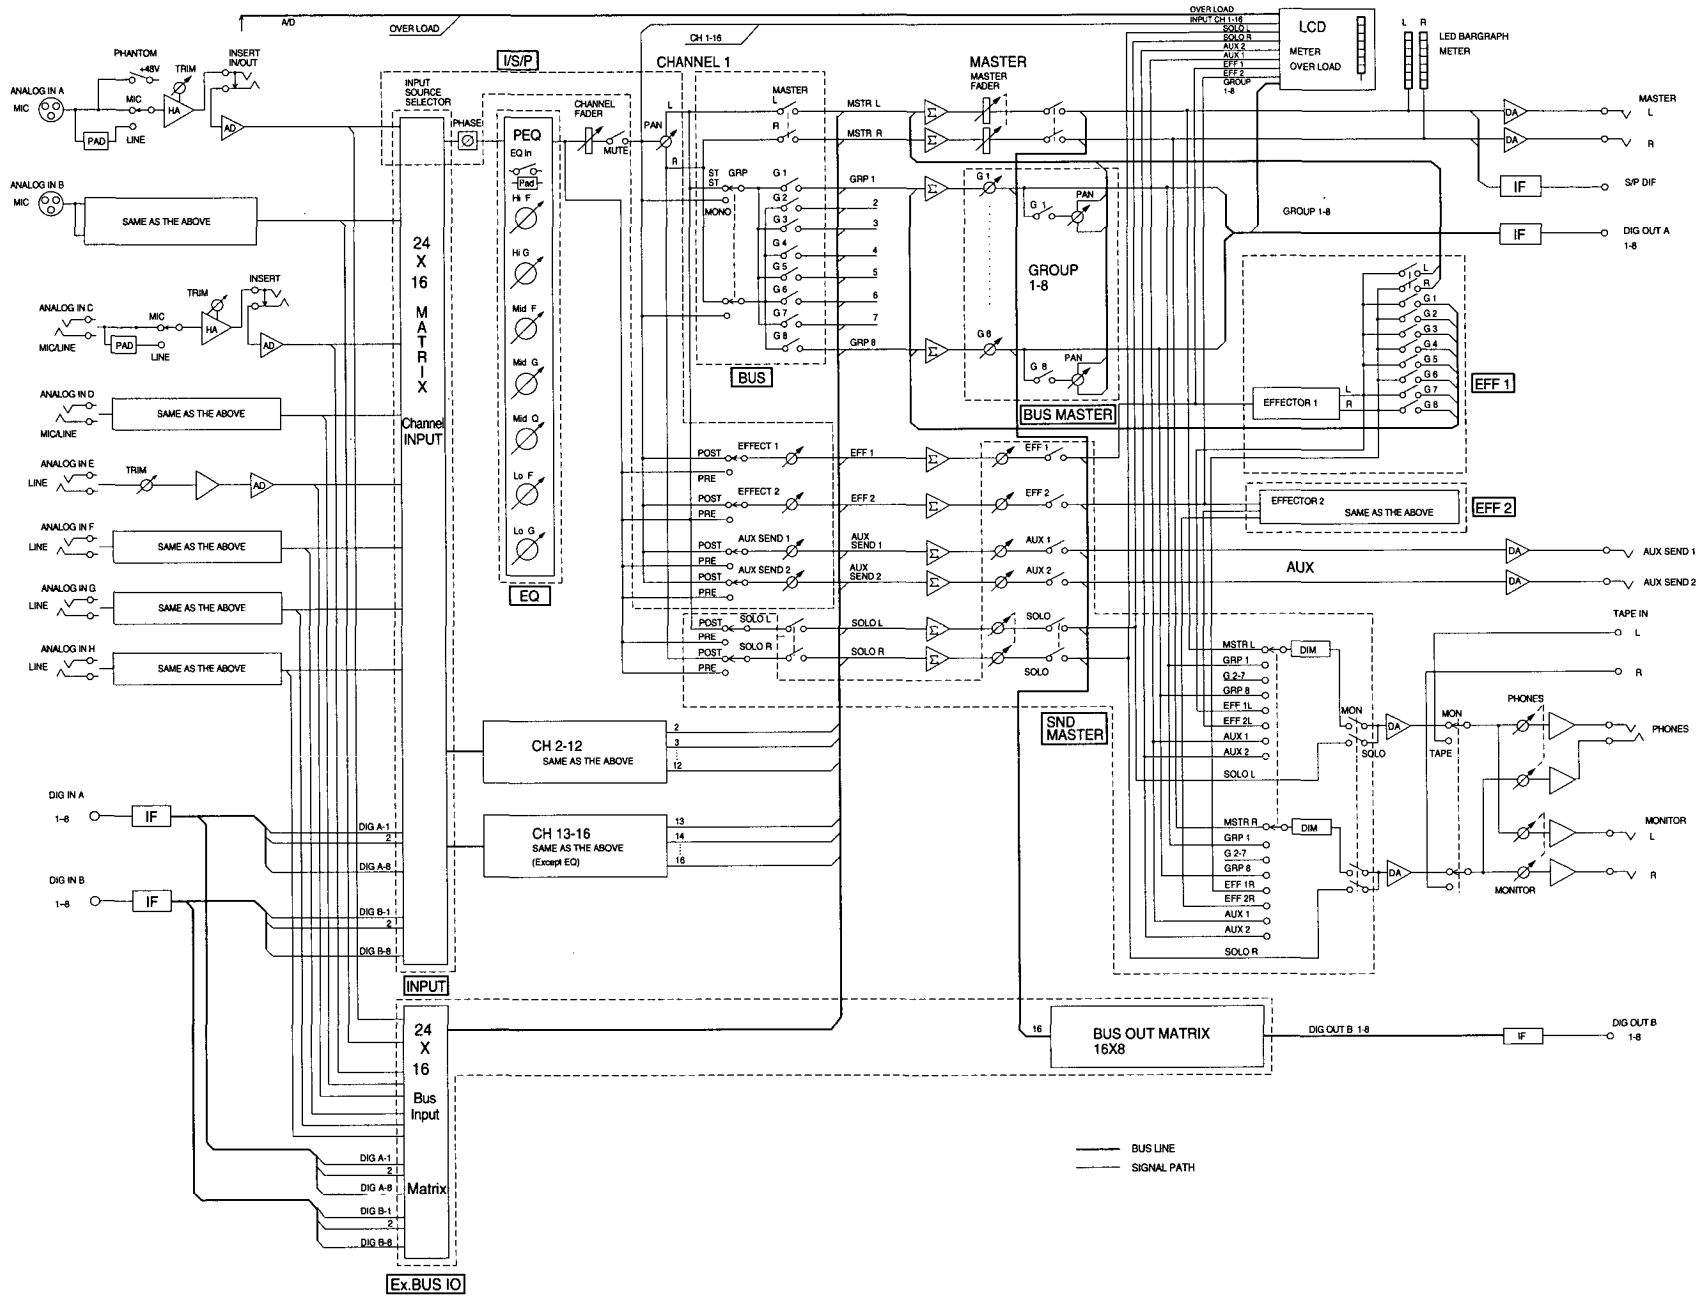 A/D
OVER LOAD
CH 1-16
OVER LOAD
INPUT CH 1-16
SOLO L
SOLO R
AUX 2
AUX 1
EFF 1
EFF 2
GROUP
1-8
LCD
METER
OVER LOAD
L R
LED BARGRAPH
METER
PHANTOM
+48V
TRIM
INSERT
IN/OUT
ANALOG IN A
MIC
MIC
HA
PAD
LINE
AD
ANALOG IN B
MIC
SAME AS THE ABOVE
ANALOG IN C
MIC/LINE
MIC
PAD
LINE
TRIM
HA
INSERT
AD
ANALOG IN D
MIC/LINE
SAME AS THE ABOVE
ANALOG IN E
LINE
TRIM
AD
ANALOG IN F
LINE
SAME AS THE ABOVE
ANALOG IN G
LINE
SAME AS THE ABOVE
ANALOG IN H
LINE
SAME AS THE ABOVE
DIG IN A
1-8
IF
DIG A-1
2
DIG A-8
DIG IN B
1-8
IF
DIG B-1
2
DIG B-8
I/S/P
INPUT
SOURCE
SELECTOR
24
X
16
MATRIX
Channel
INPUT
INPUT
PHASE
PEQ
EQ In
Pad
Hi F
Hi G
Mid F
Mid G
Mid Q
Lo F
Lo G
EQ
CHANNEL
FADER
MUTE
CHANNEL 1
PAN
L
R
MASTER
L
R
ST
ST
MONO
GRP
G 1
G 2
G 3
G 4
G 5
G 6
G 7
G 8
BUS
MSTR L
MSTR R
GRP 1
2
3
4
5
6
7
GRP 8
Σ
Σ
Σ
Σ
MASTER
MASTER
FADER
G 1
G 1
PAN
GROUP
1-8
G 8
G 8
PAN
BUS MASTER
POST
PRE
EFFECT 1
EFF 1
Σ
EFF 1
POST
PRE
EFFECT 2
EFF 2
Σ
EFF 2
POST
PRE
AUX SEND 1
AUX
SEND 1
Σ
AUX 1
POST
PRE
AUX SEND 2
AUX
SEND 2
Σ
AUX 2
POST
PRE
SOLO L
SOLO L
Σ
SOLO
POST
PRE
SOLO R
SOLO R
Σ
SOLO
SND
MASTER
CH 2-12
SAME AS THE ABOVE
2
3
12
CH 13-16
SAME AS THE ABOVE
(Except EQ)
13
14
16
DA
MASTER
L
DA
R
IF
S/P DIF
GROUP 1-8
IF
DIG OUT A
1-8
L
R
G 1
G 2
G 3
G 4
G 5
G 6
G 7
G 8
EFFECTOR 1
L
R
EFF 1
EFFECTOR 2
SAME AS THE ABOVE
EFF 2
AUX
DA
AUX SEND 1
DA
AUX SEND 2
TAPE IN
L
R
MSTR L
GRP 1
G 2-7
GRP 8
EFF 1L
EFF 2L
AUX 1
AUX 2
SOLO L
DIM
MON
SOLO
DA
MON
TAPE
PHONES
PHONES
MSTR R
GRP 1
G 2-7
GRP 8
EFF 1R
EFF 2R
AUX 1
AUX 2
SOLO R
DIM
DA
MONITOR
MONITOR
L
R
24
X
16
Bus
Input
Matrix
DIG A-1
2
DIG A-8
DIG B-1
2
DIG B-8
Ex.BUS IO
16
BUS OUT MATRIX
16X8
DIG OUT B 1-8
IF
DIG OUT B
1-8
BUS LINE
SIGNAL PATH